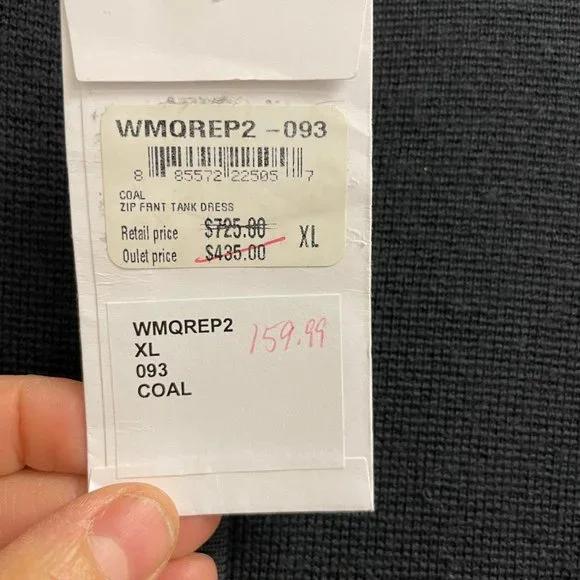 WMQREP2 -093
8 85572 22505 7
COAL
ZIP FRNT TANK DRESS
Retail price $725.00 XL
Oulet price $435.00
WMQREP2 159.99
XL
093
COAL